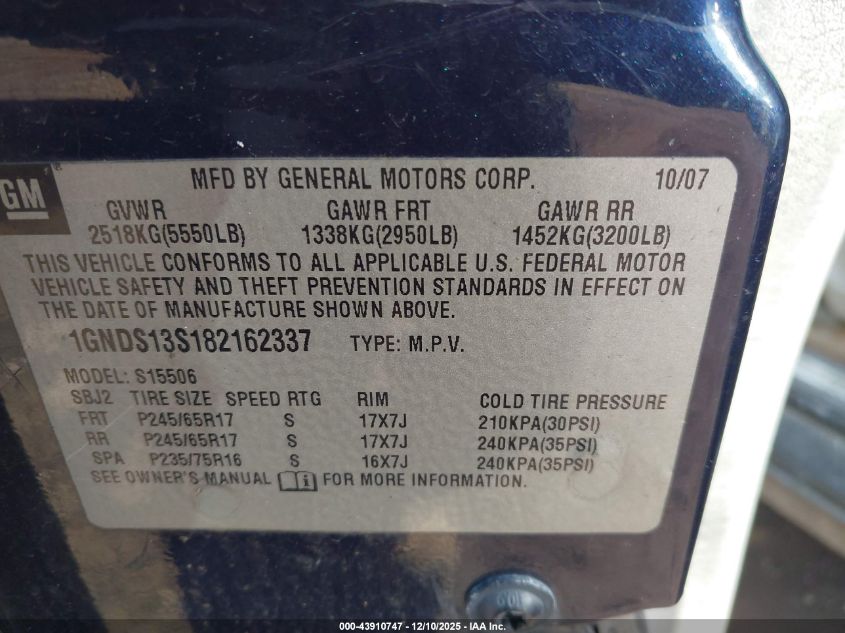 GM
MFD BY GENERAL MOTORS CORP. 10/07
GVWR GAWR FRT GAWR RR
2518KG(5550LB) 1338KG(2950LB) 1452KG(3200LB)
THIS VEHICLE CONFORMS TO ALL APPLICABLE U.S. FEDERAL MOTOR
VEHICLE SAFETY AND THEFT PREVENTION STANDARDS IN EFFECT ON
THE DATE OF MANUFACTURE SHOWN ABOVE.
1GNDS13S182162337 TYPE: M.P.V.
MODEL: S15506
SBJ2 TIRE SIZE SPEED RTG RIM COLD TIRE PRESSURE
FRT P245/65R17 S 17X7J 210KPA(30PSI)
RR P245/65R17 S 17X7J 240KPA(35PSI)
SPA P235/75R16 S 16X7J 240KPA(35PSI)
SEE OWNER'S MANUAL FOR MORE INFORMATION.
000-43910747 - 12/10/2025 - IAA Inc.